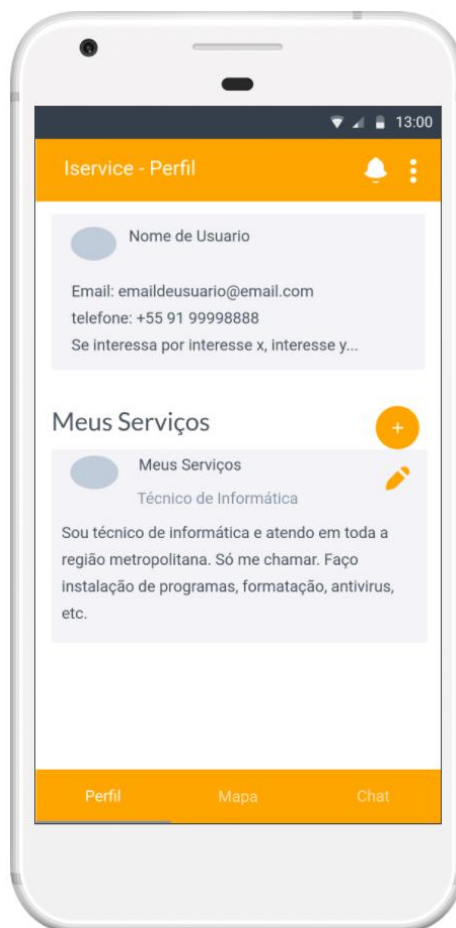 13:00
Iservice - Perfil
Nome de Usuario
Email: emaildeusuario@email.com
telefone: +55 91 99998888
Se interessa por interesse x, interesse y...
Meus Serviços
+
Meus Serviços
Técnico de Informática
Sou técnico de informática e atendo em toda a
região metropolitana. Só me chamar. Faço
instalação de programas, formatação, antivirus,
etc.
Perfil Mapa Chat